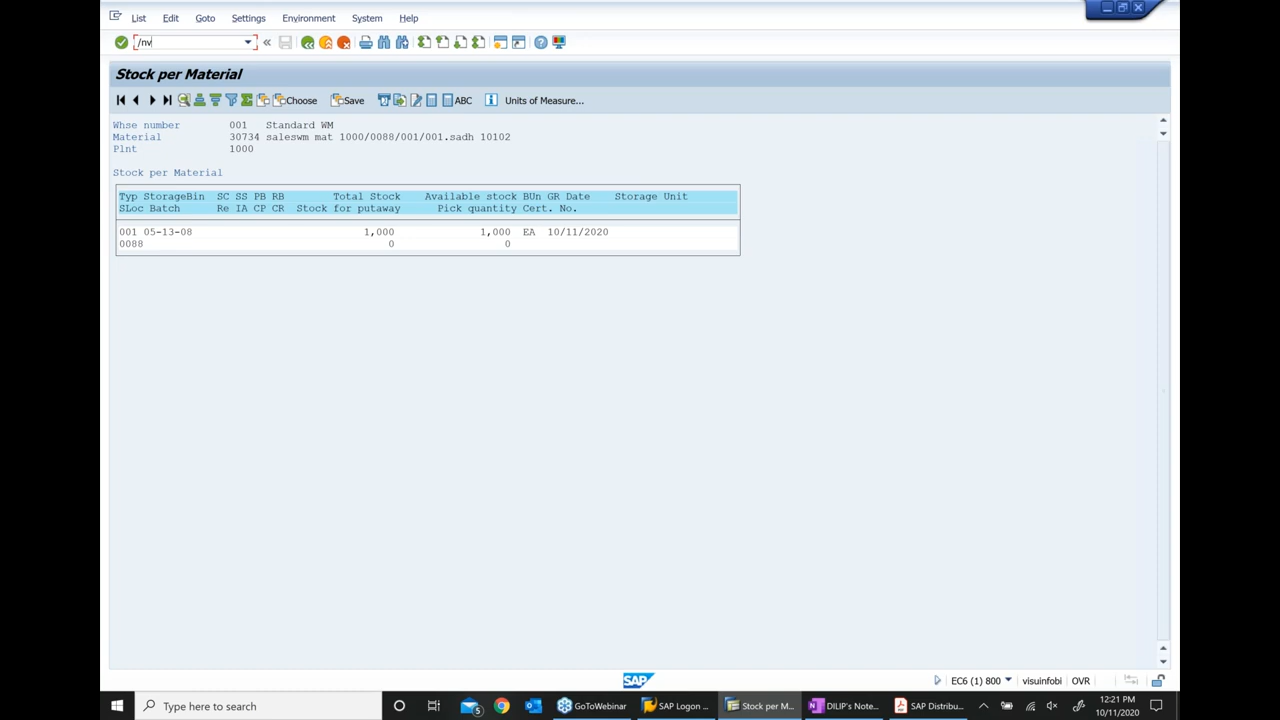 List Edit Goto Settings Environment System Help
/nv
Stock per Material
Choose Save ABC Units of Measure...
Whse number 001 Standard WM
Material 30734 saleswm mat 1000/0088/001/001.sadh 10102
Plnt 1000
Stock per Material
Typ StorageBin SC SS PB RB Total Stock Available stock BUn GR Date Storage Unit
SLoc Batch Re IA CP CR Stock for putaway Pick quantity Cert. No.
001 05-13-08 1,000 1,000 EA 10/11/2020
0088 0 0
SAP
EC6 (1) 800 visuinfobi OVR
Type here to search 5 GoToWebinar SAP Logon ... Stock per M... DILIP's Note... SAP Distribu... 12:21 PM
10/11/2020